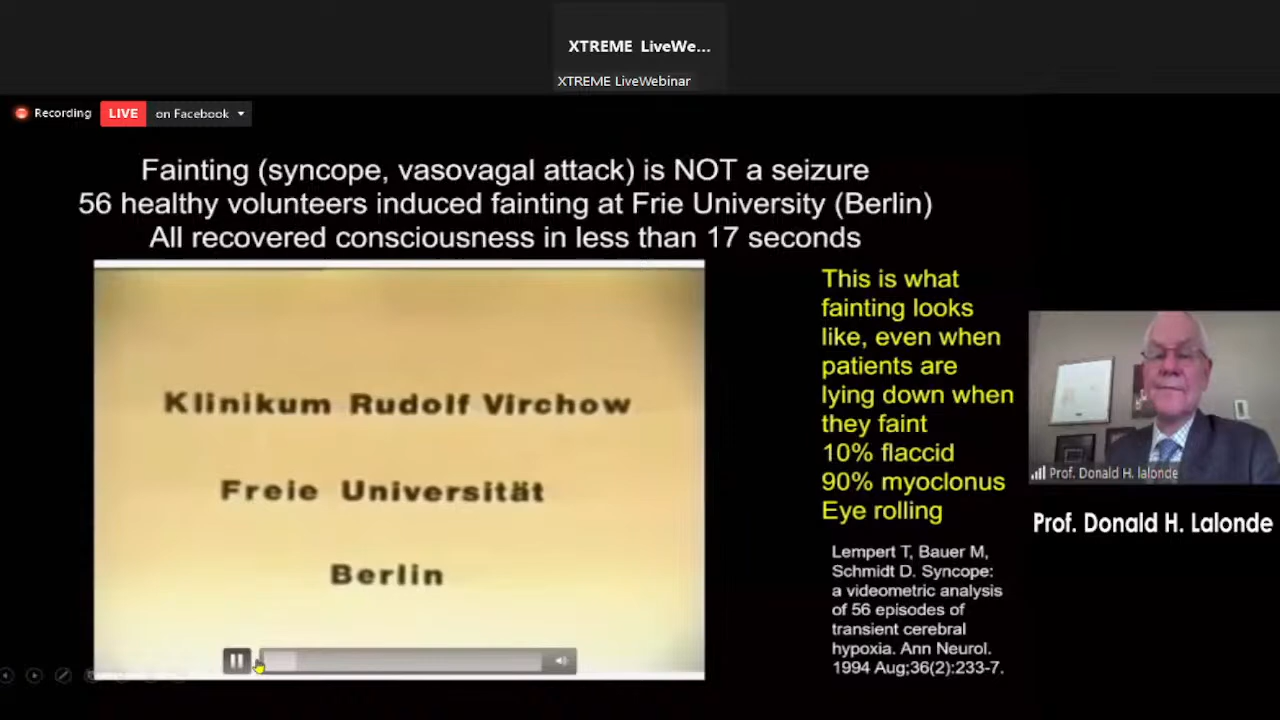 XTREME LiveWe...
XTREME LiveWebinar
Recording
LIVE
on Facebook
Fainting (syncope, vasovagal attack) is NOT a seizure
56 healthy volunteers induced fainting at Frie University (Berlin)
All recovered consciousness in less than 17 seconds
Klinikum Rudolf Virchow
Freie Universität
Berlin
This is what
fainting looks
like, even when
patients are
lying down when
they faint
10% flaccid
90% myoclonus
Eye rolling
Lempert T, Bauer M,
Schmidt D. Syncope:
a videometric analysis
of 56 episodes of
transient cerebral
hypoxia. Ann Neurol.
1994 Aug;36(2):233-7.
Prof. Donald H. lalonde
Prof. Donald H. Lalonde